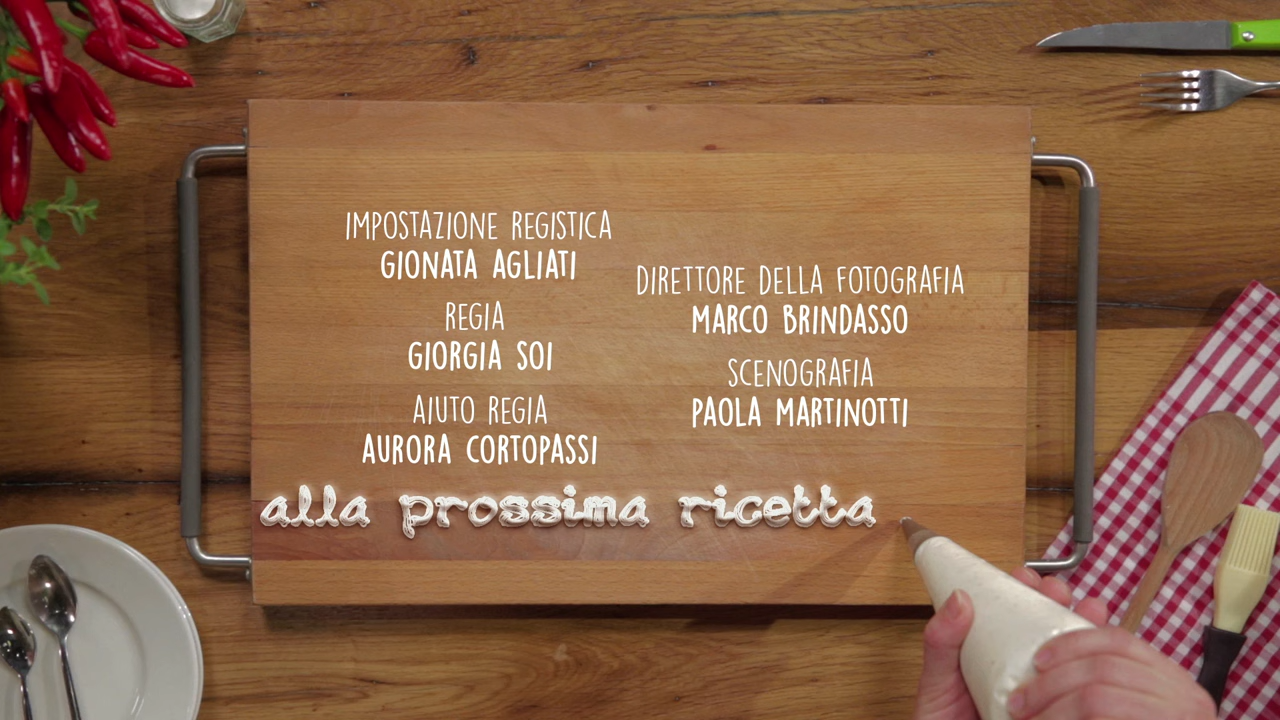 IMPOSTAZIONE REGISTICA
GIONATA AGLIATI
REGIA
GIORGIA SOI
AIUTO REGIA
AURORA CORTOPASSI
DIRETTORE DELLA FOTOGRAFIA
MARCO BRINDASSO
SCENOGRAFIA
PAOLA MARTINOTTI
alla prossima ricetta